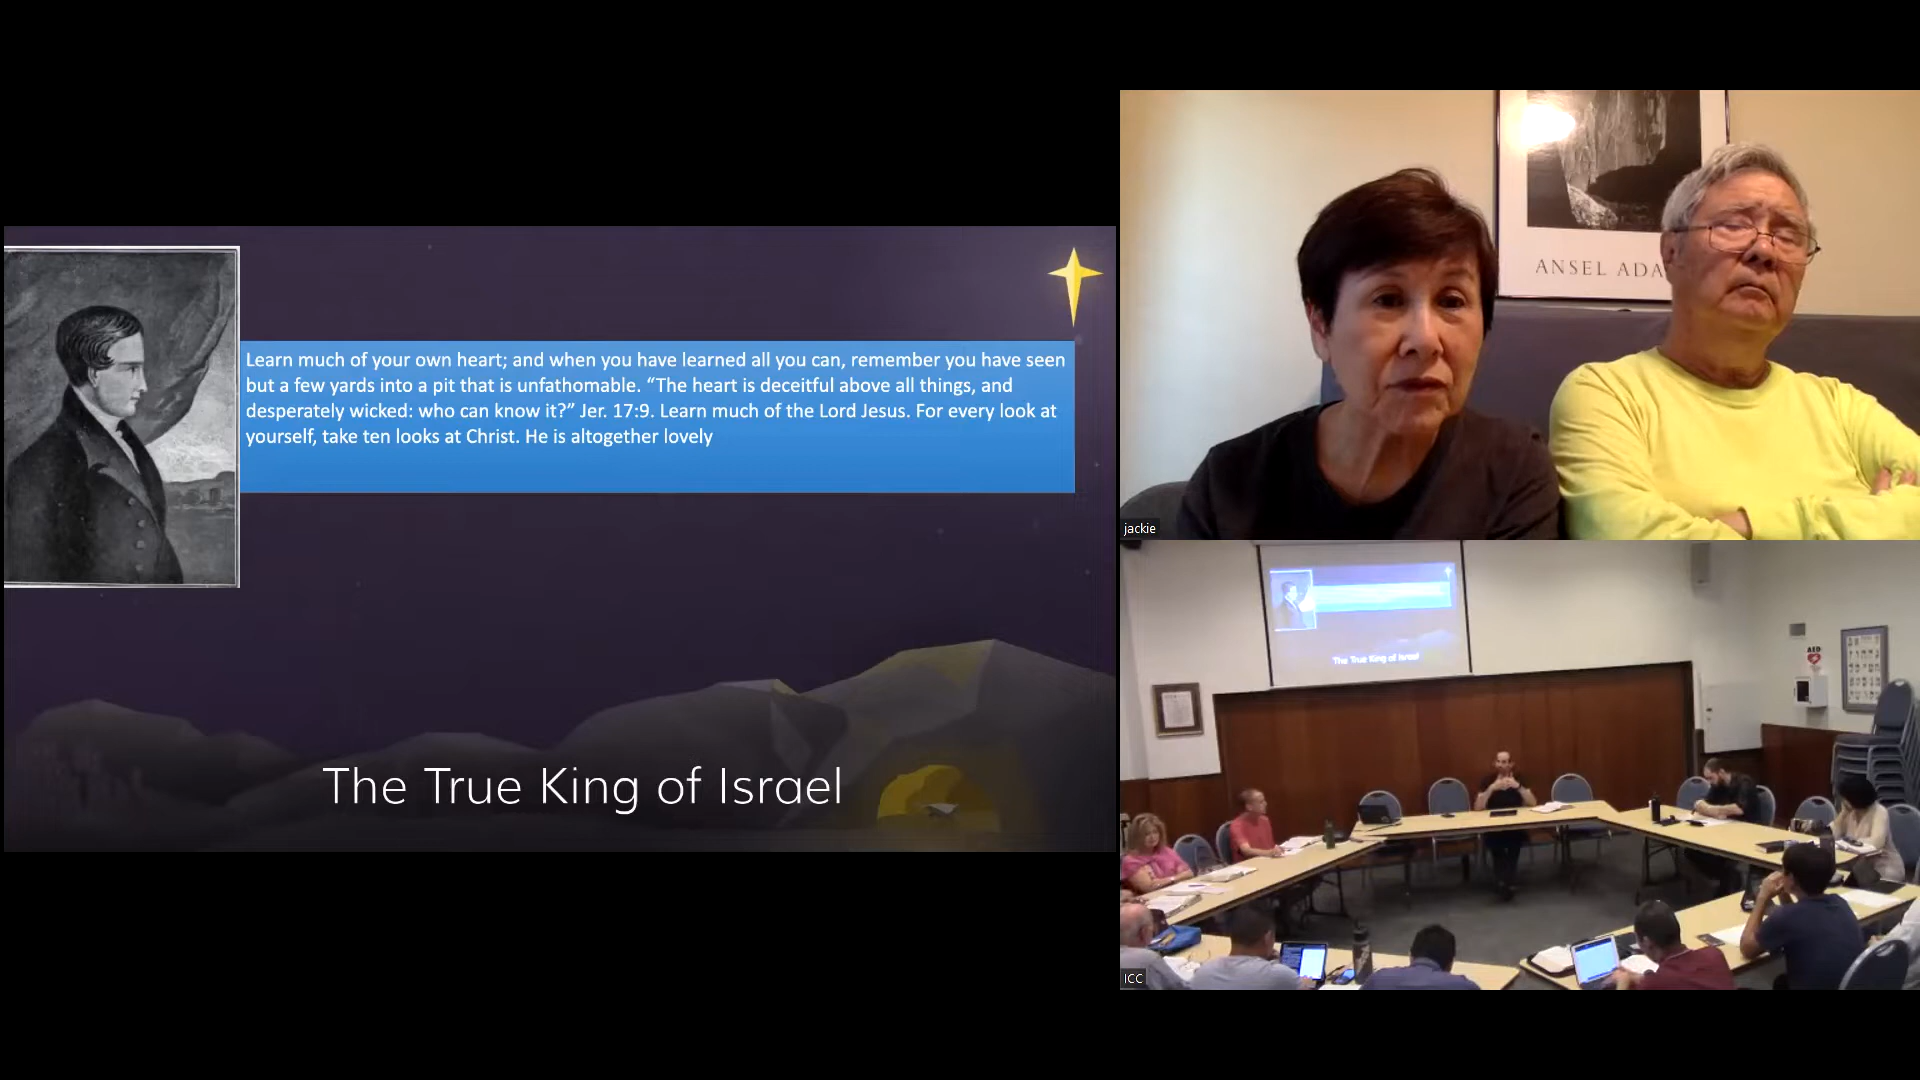 Learn much of your own heart; and when you have learned all you can, remember you have seen
but a few yards into a pit that is unfathomable. “The heart is deceitful above all things, and
desperately wicked: who can know it?” Jer. 17:9. Learn much of the Lord Jesus. For every look at
yourself, take ten looks at Christ. He is altogether lovely
The True King of Israel
ANSEL ADA
jackie
The True King of Israel
AED
ICC